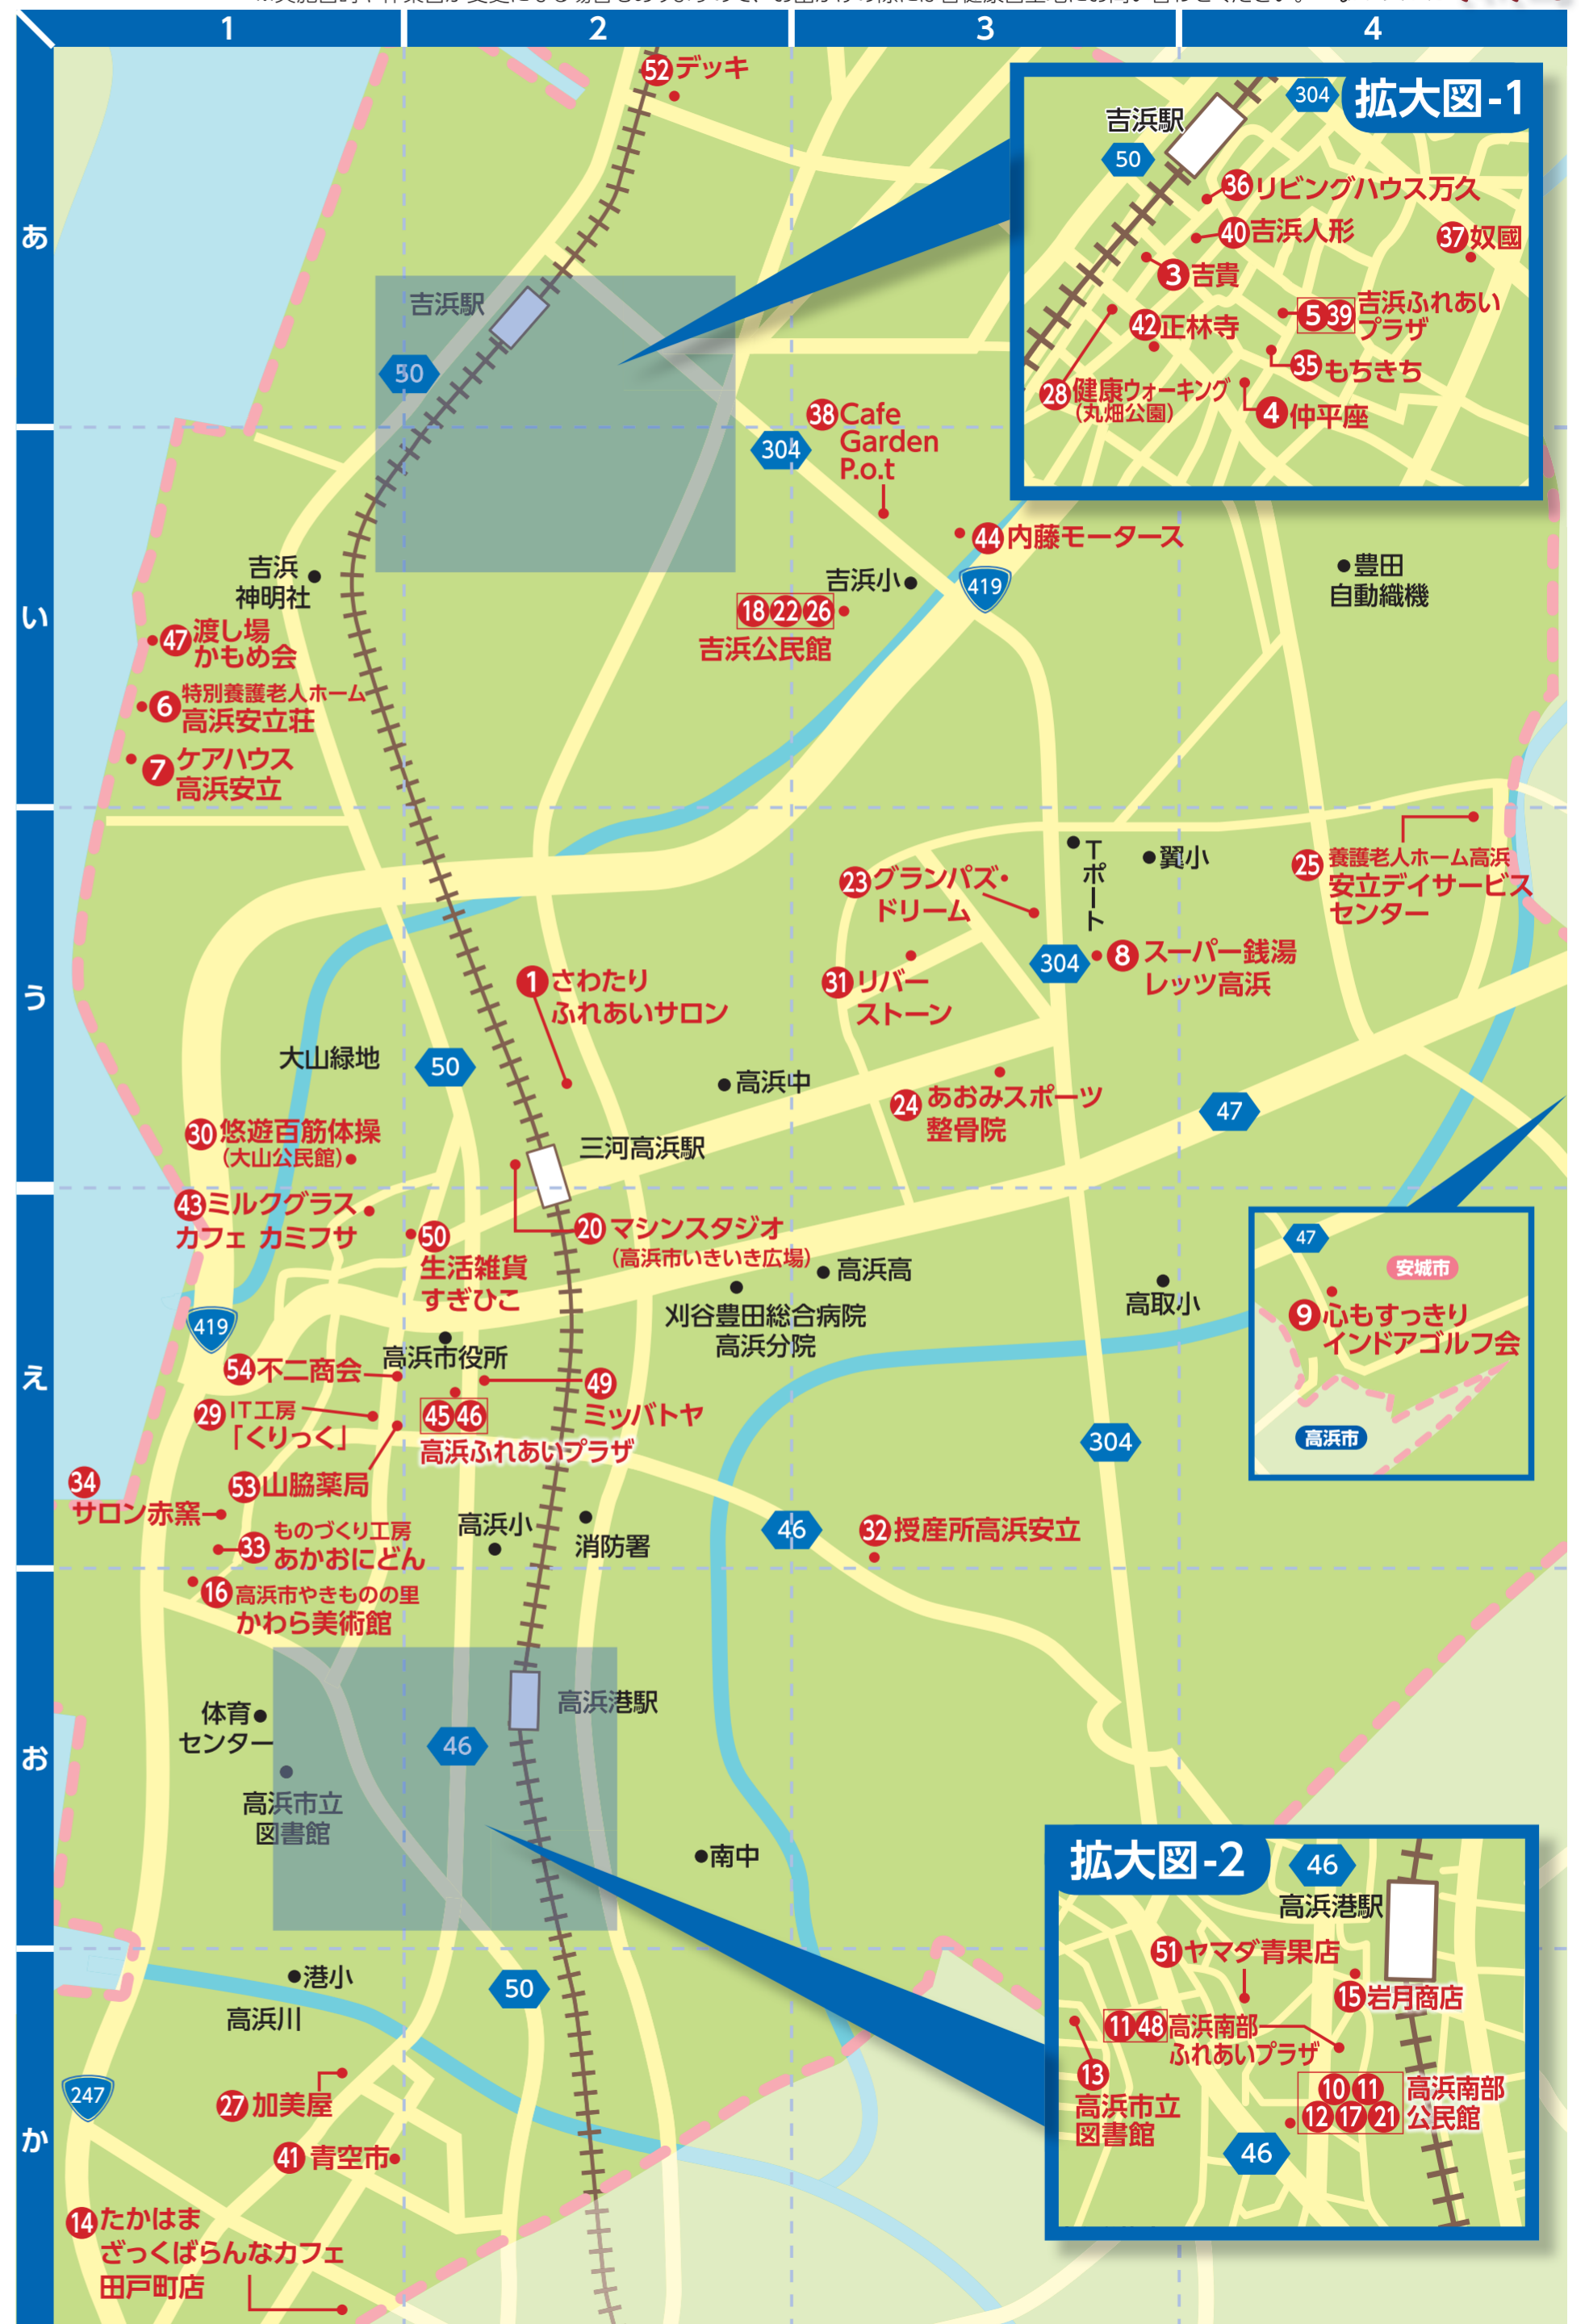 1
2
3
4
あ
い
う
え
お
か
52 デッキ
吉浜駅
50
304
38 Cafe
Garden
P.o.t
44 内藤モータース
吉浜小
419
18 22 26
吉浜公民館
豊田
自動織機
吉浜
神明社
47 渡し場
かもめ会
6 特別養護老人ホーム
高浜安立荘
7 ケアハウス
高浜安立
拡大図-1
304
吉浜駅
50
36 リビングハウス万久
40 吉浜人形
37 奴國
3 吉貴
5 39 吉浜ふれあい
プラザ
42 正林寺
35 もちきち
28 健康ウォーキング
(丸畑公園)
4 仲平座
Tポート
翼小
23 グランパズ・
ドリーム
25 養護老人ホーム高浜
安立デイサービス
センター
304
8 スーパー銭湯
レッツ高浜
31 リバー
ストーン
1 さわたり
ふれあいサロン
大山緑地
50
高浜中
24 あおみスポーツ
整骨院
47
30 悠遊百筋体操
(大山公民館)
三河高浜駅
43 ミルクグラス
カフェ カミフサ
50
生活雑貨
すぎひこ
20 マシンスタジオ
(高浜市いきいき広場)
高浜高
刈谷豊田総合病院
高浜分院
高取小
47
安城市
9 心もすっきり
インドアゴルフ会
高浜市
419
高浜市役所
54 不二商会
49
ミツバトヤ
29 IT工房
「くりっく」
45 46
高浜ふれあいプラザ
304
53 山脇薬局
34
サロン赤窯
高浜小
消防署
46
32 授産所高浜安立
33 ものづくり工房
あかおにどん
16 高浜市やきものの里
かわら美術館
体育
センター
高浜港駅
46
高浜市立
図書館
南中
港小
高浜川
50
247
27 加美屋
41 青空市
14 たかはま
ざっくばらんなカフェ
田戸町店
拡大図-2
46
高浜港駅
51 ヤマダ青果店
15 岩月商店
11 48 高浜南部
ふれあいプラザ
13
高浜市立
図書館
10 11 高浜南部
12 17 21 公民館
46